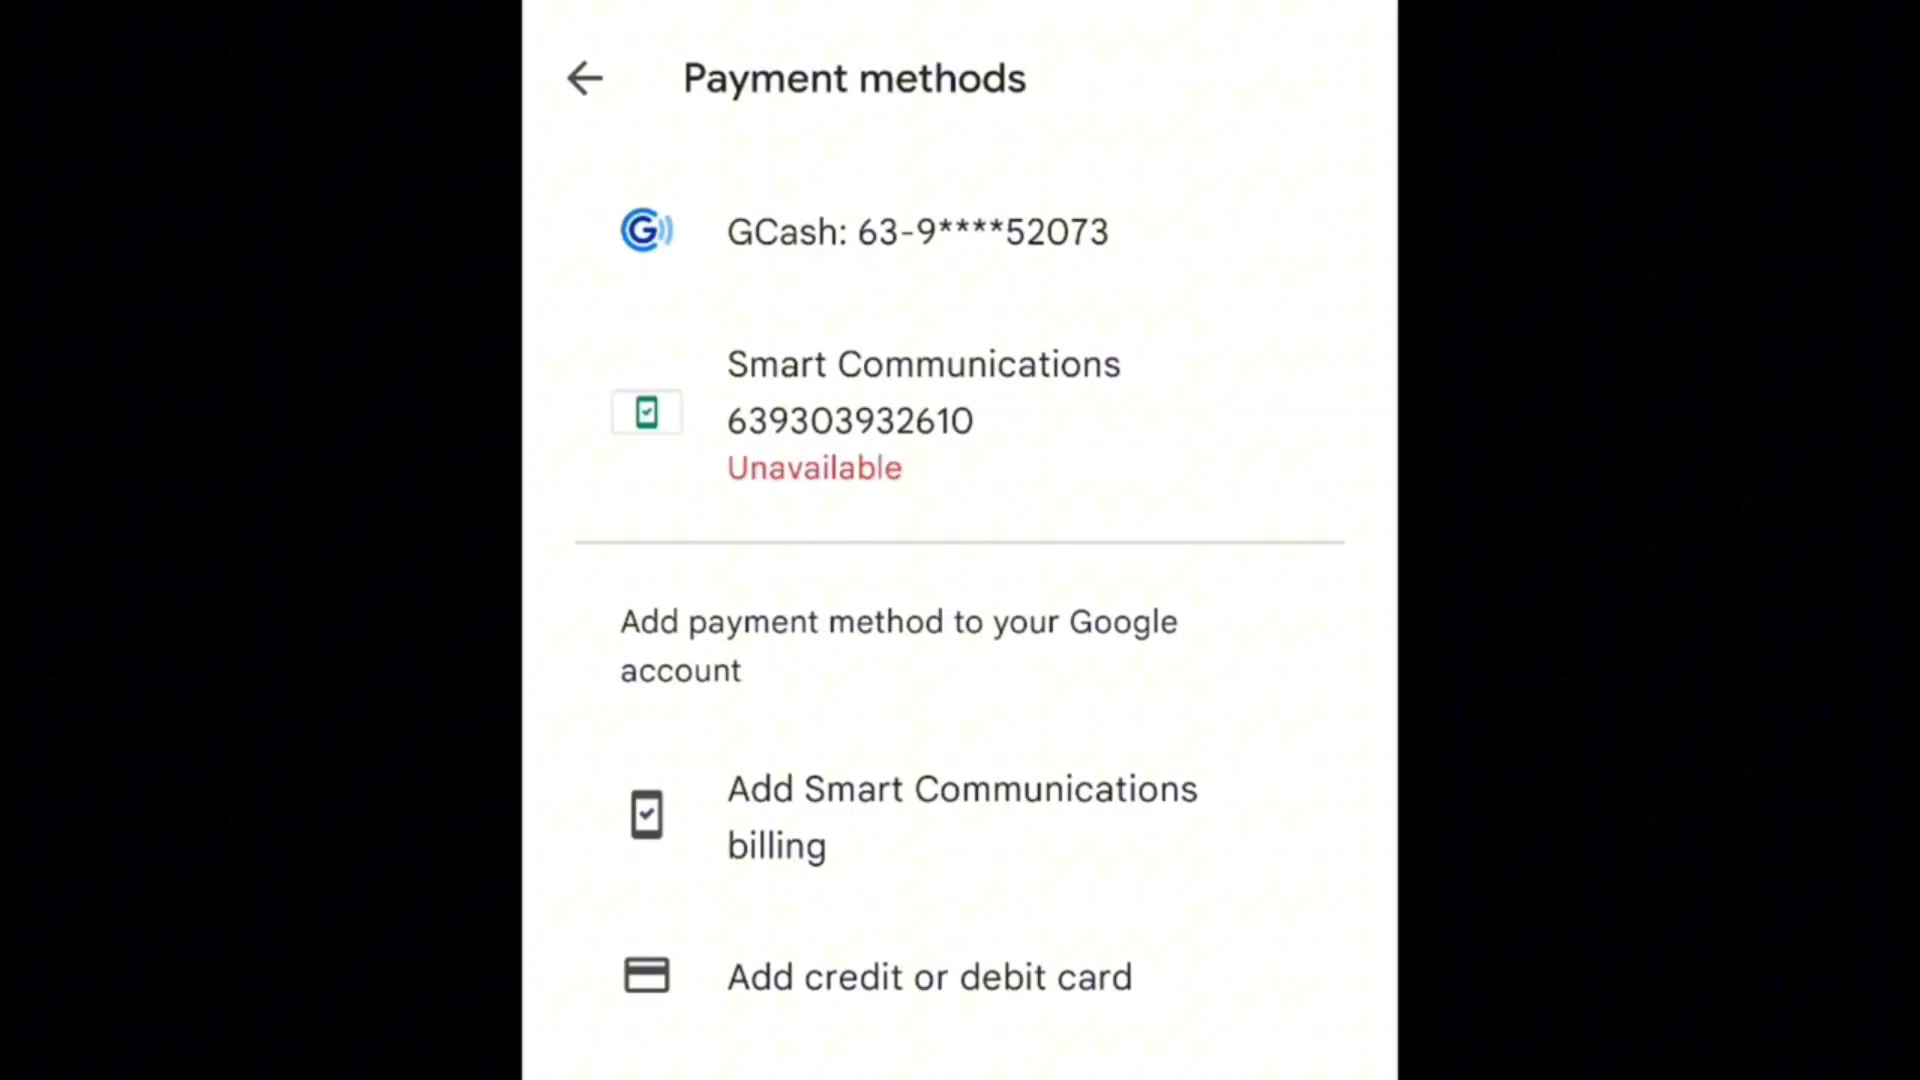 Payment methods
GCash: 63-9****52073
Smart Communications
639303932610
Unavailable
Add payment method to your Google
account
Add Smart Communications
billing
Add credit or debit card